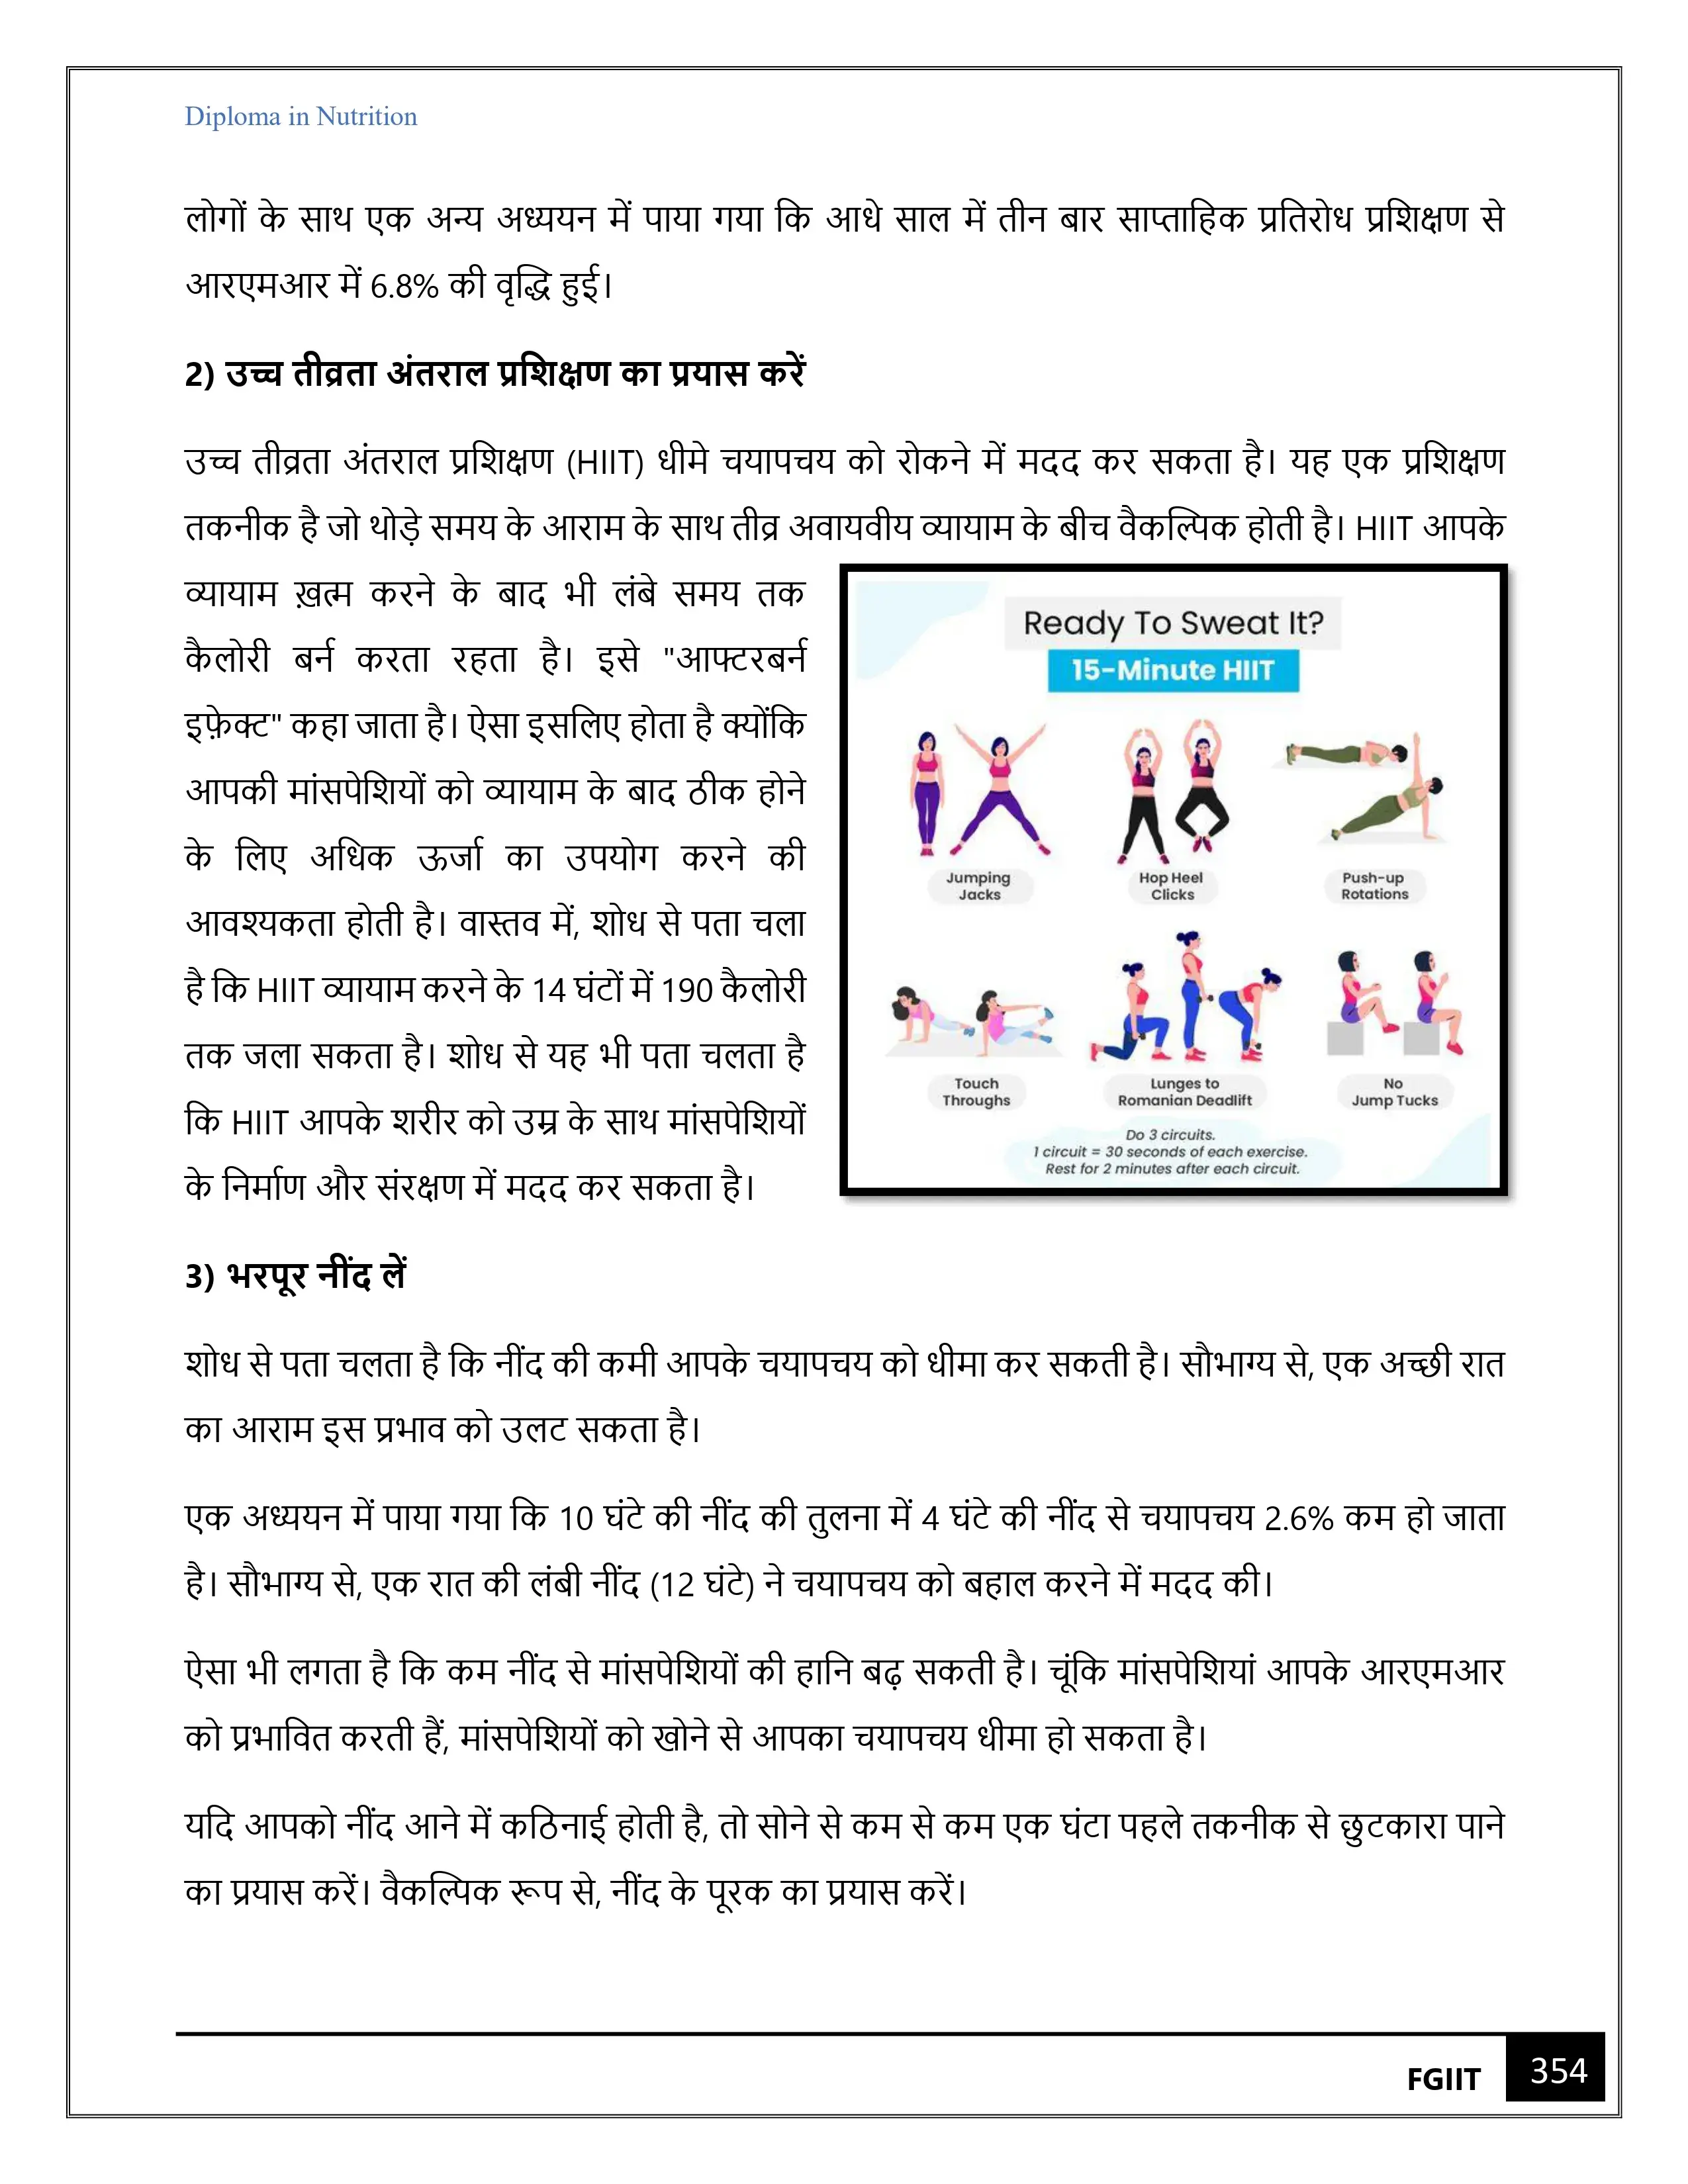 Diploma in Nutrition
लोगों के साथ एक अन्य अध्ययन में पाया गया कि आधे साल में तीन बार साप्ताहिक प्रतिरोध प्रशिक्षण से
आरएमआर में 6.8% की वृद्धि हुई।
2) उच्च तीव्रता अंतराल प्रशिक्षण का प्रयास करें
उच्च तीव्रता अंतराल प्रशिक्षण (HIIT) धीमे चयापचय को रोकने में मदद कर सकता है। यह एक प्रशिक्षण
तकनीक है जो थोड़े समय के आराम के साथ तीव्र अवायवीय व्यायाम के बीच वैकल्पिक होती है। HIIT आपके
व्यायाम ख़त्म करने के बाद भी लंबे समय तक
कैलोरी बर्न करता रहता है। इसे "आफ्टरबर्न
इफ़ेक्ट" कहा जाता है। ऐसा इसलिए होता है क्योंकि
आपकी मांसपेशियों को व्यायाम के बाद ठीक होने
के लिए अधिक ऊर्जा का उपयोग करने की
आवश्यकता होती है। वास्तव में, शोध से पता चला
है कि HIIT व्यायाम करने के 14 घंटों में 190 कैलोरी
तक जला सकता है। शोध से यह भी पता चलता है
कि HIIT आपके शरीर को उम्र के साथ मांसपेशियों
के निर्माण और संरक्षण में मदद कर सकता है।
Ready To Sweat It?
15-Minute HIIT
Jumping
Jacks
Hop Heel
Clicks
Push-up
Rotations
Touch
Throughs
Lunges to
Romanian Deadlift
No
Jump Tucks
Do 3 circuits.
1 circuit = 30 seconds of each exercise.
Rest for 2 minutes after each circuit.
3) भरपूर नींद लें
शोध से पता चलता है कि नींद की कमी आपके चयापचय को धीमा कर सकती है। सौभाग्य से, एक अच्छी रात
का आराम इस प्रभाव को उलट सकता है।
एक अध्ययन में पाया गया कि 10 घंटे की नींद की तुलना में 4 घंटे की नींद से चयापचय 2.6% कम हो जाता
है। सौभाग्य से, एक रात की लंबी नींद (12 घंटे) ने चयापचय को बहाल करने में मदद की।
ऐसा भी लगता है कि कम नींद से मांसपेशियों की हानि बढ़ सकती है। चूंकि मांसपेशियां आपके आरएमआर
को प्रभावित करती हैं, मांसपेशियों को खोने से आपका चयापचय धीमा हो सकता है।
यदि आपको नींद आने में कठिनाई होती है, तो सोने से कम से कम एक घंटा पहले तकनीक से छुटकारा पाने
का प्रयास करें। वैकल्पिक रूप से, नींद के पूरक का प्रयास करें।
FGIIT
354